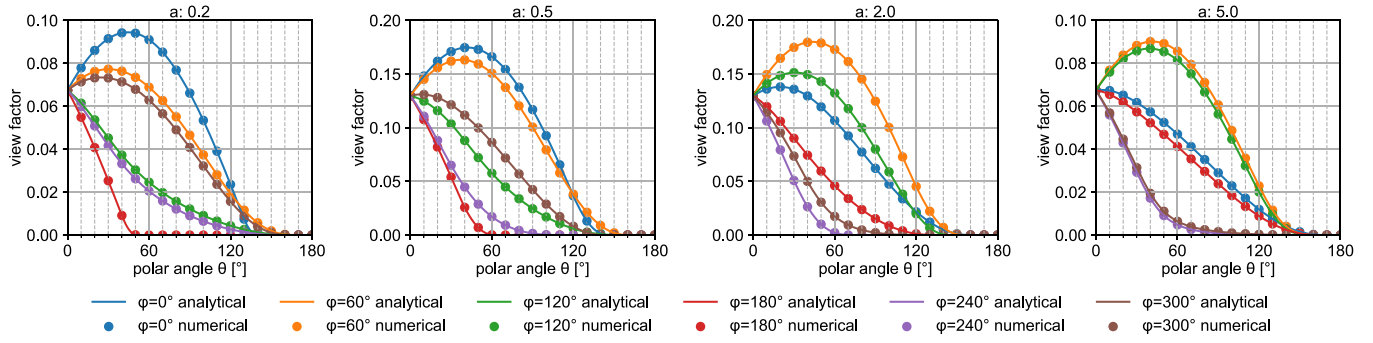 a: 0.2
a: 0.5
a: 2.0
a: 5.0
0.10
0.08
0.06
0.04
0.02
0.00
view factor
0 60 120 180
polar angle θ [°]
0.20
0.15
0.10
0.05
0.00
view factor
0 60 120 180
polar angle θ [°]
0.20
0.15
0.10
0.05
0.00
view factor
0 60 120 180
polar angle θ [°]
0.10
0.08
0.06
0.04
0.02
0.00
view factor
0 60 120 180
polar angle θ [°]
φ=0° analytical φ=60° analytical φ=120° analytical φ=180° analytical φ=240° analytical φ=300° analytical
φ=0° numerical φ=60° numerical φ=120° numerical φ=180° numerical φ=240° numerical φ=300° numerical